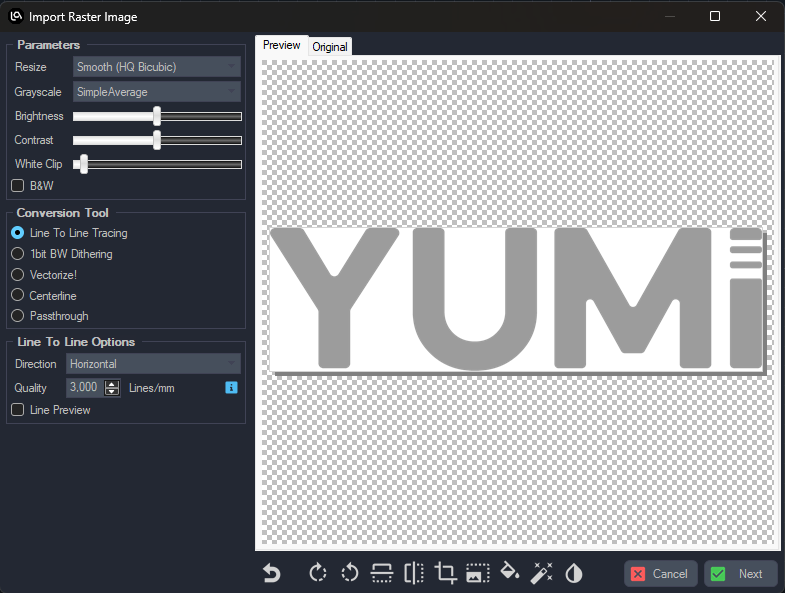 Import Raster Image
Parameters
Resize Smooth (HQ Bicubic)
Grayscale SimpleAverage
Brightness
Contrast
White Clip
B&W
Conversion Tool
Line To Line Tracing
1bit BW Dithering
Vectorize!
Centerline
Passthrough
Line To Line Options
Direction Horizontal
Quality 3,000 Lines/mm
Line Preview
Preview Original
YUMi
Cancel Next